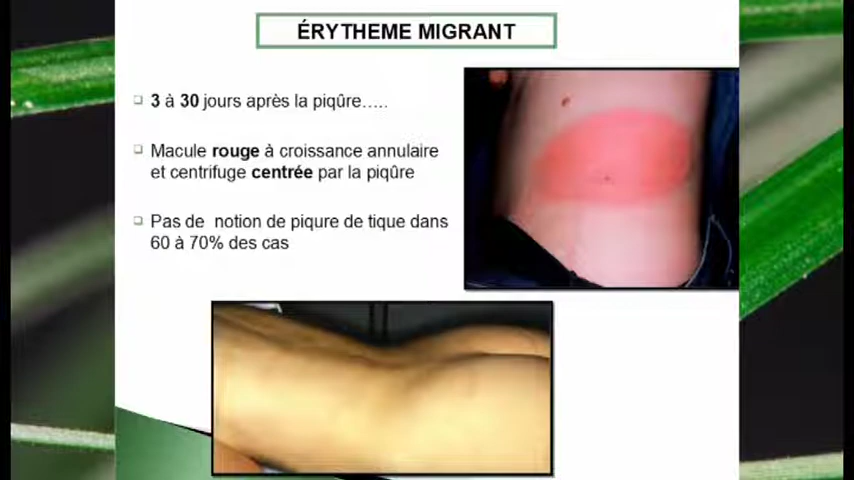 ÉRYTHEME MIGRANT
3 à 30 jours après la piqûre…..
Macule rouge à croissance annulaire
et centrifuge centrée par la piqûre
Pas de notion de piqure de tique dans
60 à 70% des cas